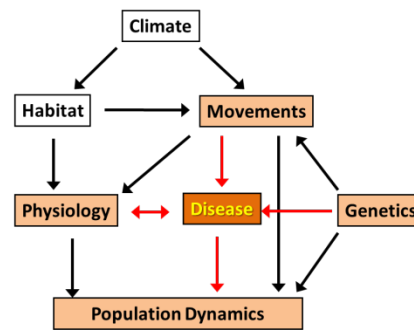 Climate
Habitat
Movements
Physiology
Disease
Genetics
Population Dynamics